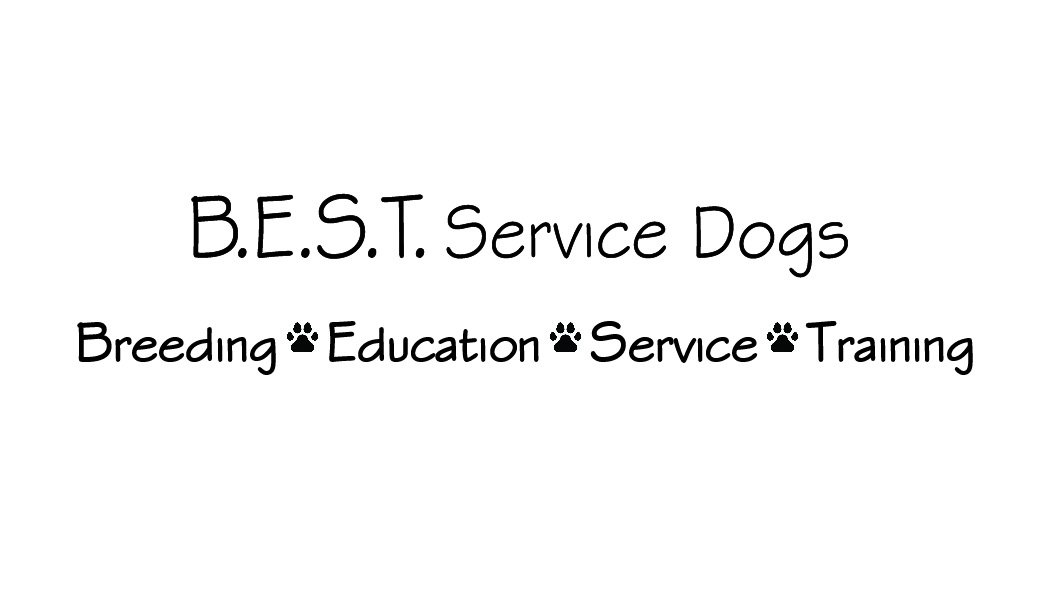 B.E.S.T. Service Dogs
Breeding 🐾 Education 🐾 Service 🐾 Training